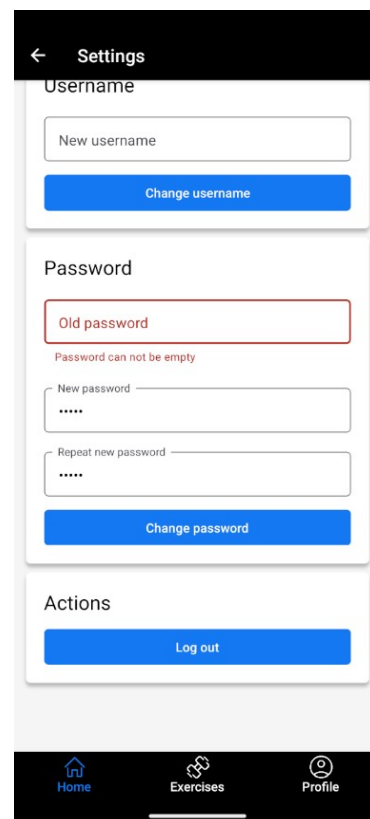 Settings
Username
New username
Change username
Password
Old password
Password can not be empty
New password
•••••
Repeat new password
•••••
Change password
Actions
Log out
Home Exercises Profile